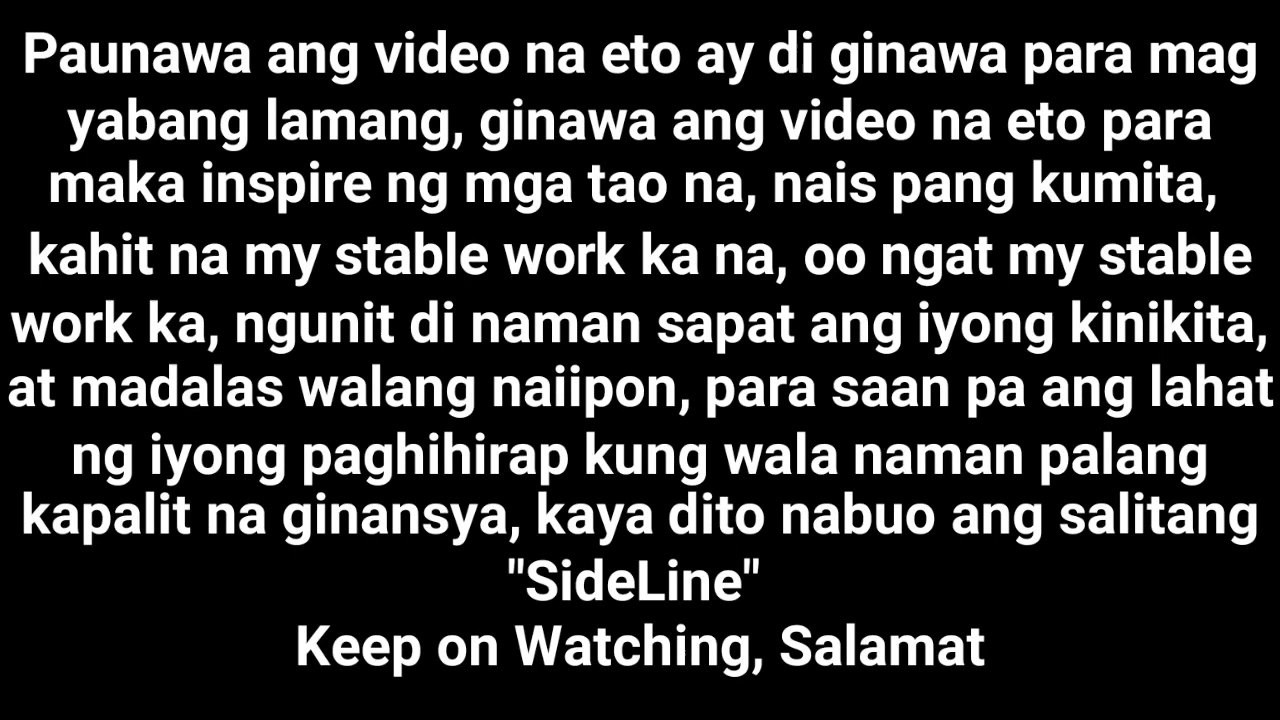 Paunawa ang video na eto ay di ginawa para mag
yabang lamang, ginawa ang video na eto para
maka inspire ng mga tao na, nais pang kumita,
kahit na my stable work ka na, oo ngat my stable
work ka, ngunit di naman sapat ang iyong kinikita,
at madalas walang naiipon, para saan pa ang lahat
ng iyong paghihirap kung wala naman palang
kapalit na ginansya, kaya dito nabuo ang salitang
"SideLine"
Keep on Watching, Salamat